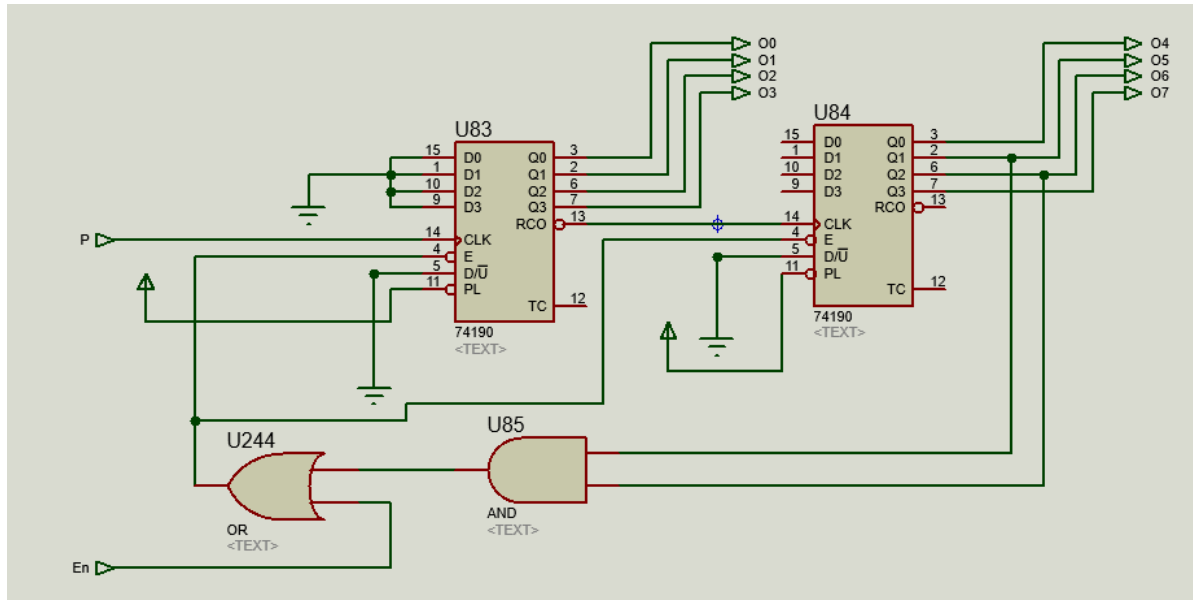 O0
O1
O2
O3
O4
O5
O6
O7
U83
15 D0 Q0 3
1 D1 Q1 2
10 D2 Q2 6
9 D3 Q3 7
RCO 13
14 CLK
4 E
5 D/U̅
11 PL
TC 12
74190
<TEXT>
U84
15 D0 Q0 3
1 D1 Q1 2
10 D2 Q2 6
9 D3 Q3 7
RCO 13
14 CLK
4 E
5 D/U̅
11 PL
TC 12
74190
<TEXT>
P
U244
OR
<TEXT>
U85
AND
<TEXT>
En